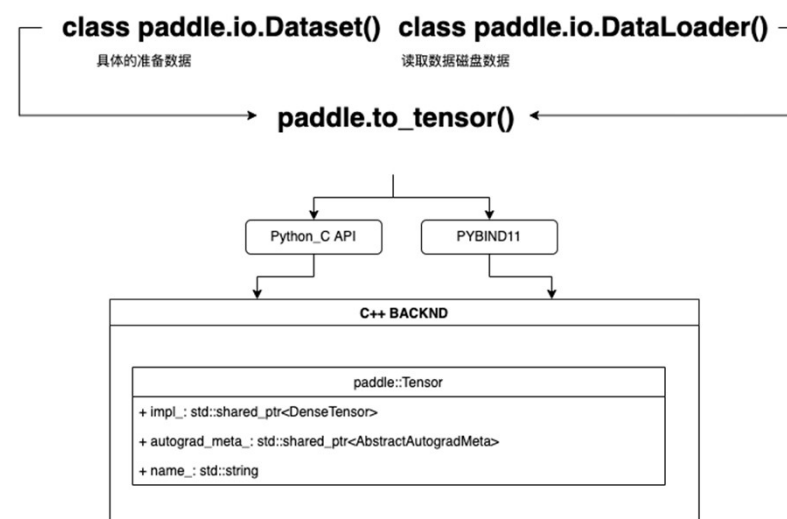 class paddle.io.Dataset() class paddle.io.DataLoader()
具体的准备数据 读取数据磁盘数据
paddle.to_tensor()
Python_C API PYBIND11
C++ BACKND
paddle::Tensor
+ impl_: std::shared_ptr<DenseTensor>
+ autograd_meta_: std::shared_ptr<AbstractAutogradMeta>
+ name_: std::string